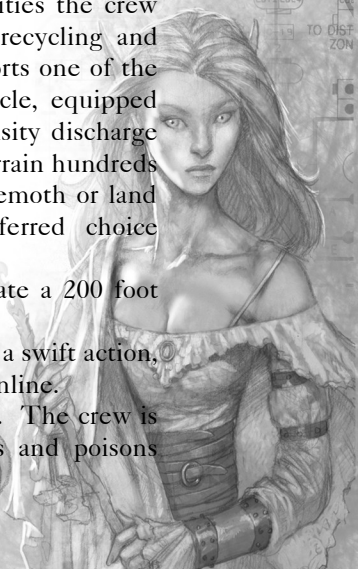 ities the crew
recycling and
orts one of the
cle, equipped
sity discharge
rrain hundreds
emoth or land
ferred choice
ate a 200 foot
a swift action,
nline.
. The crew is
s and poisons
TO DIST
ZON